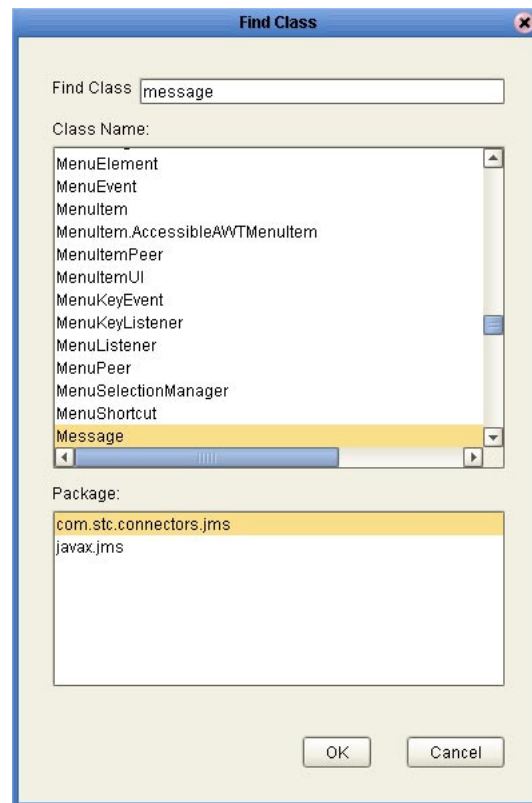 Find Class
Find Class message
Class Name:
MenuElement
MenuEvent
MenuItem
MenuItem.AccessibleAWTMenuItem
MenuItemPeer
MenuItemUI
MenuKeyEvent
MenuKeyListener
MenuListener
MenuPeer
MenuSelectionManager
MenuShortcut
Message
Package:
com.stc.connectors.jms
javax.jms
OK Cancel